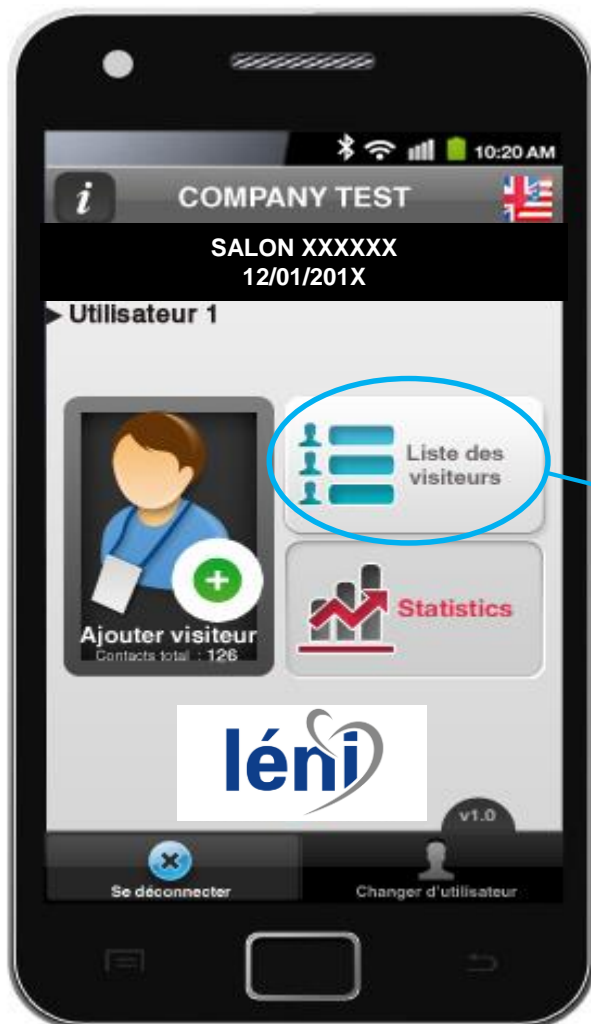 10:20 AM
i COMPANY TEST
SALON XXXXXX
12/01/201X
Utilisateur 1
Liste des
visiteurs
Statistics
Ajouter visiteur
Contacts total : 126
léni
v1.0
Se déconnecter
Changer d'utilisateur